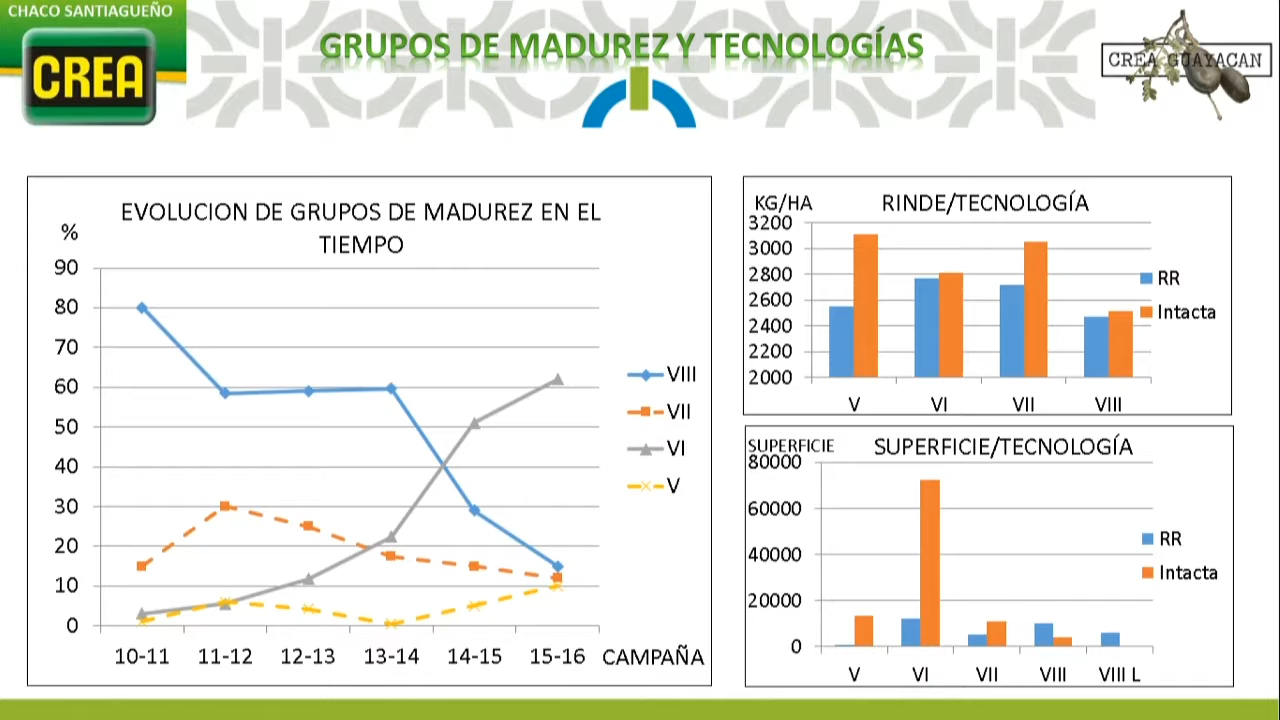 CHACO SANTIAGUEÑO
CREA
GRUPOS DE MADUREZ Y TECNOLOGÍAS
CREA GUAYACAN
EVOLUCION DE GRUPOS DE MADUREZ EN EL
TIEMPO
%
90
80
70
60
50
40
30
20
10
0
10-11 11-12 12-13 13-14 14-15 15-16 CAMPAÑA
VIII
VII
VI
V
KG/HA RINDE/TECNOLOGÍA
3200
3000
2800
2600
2400
2200
2000
V VI VII VIII
RR
Intacta
SUPERFICIE SUPERFICIE/TECNOLOGÍA
80000
60000
40000
20000
0
V VI VII VIII VIII L
RR
Intacta